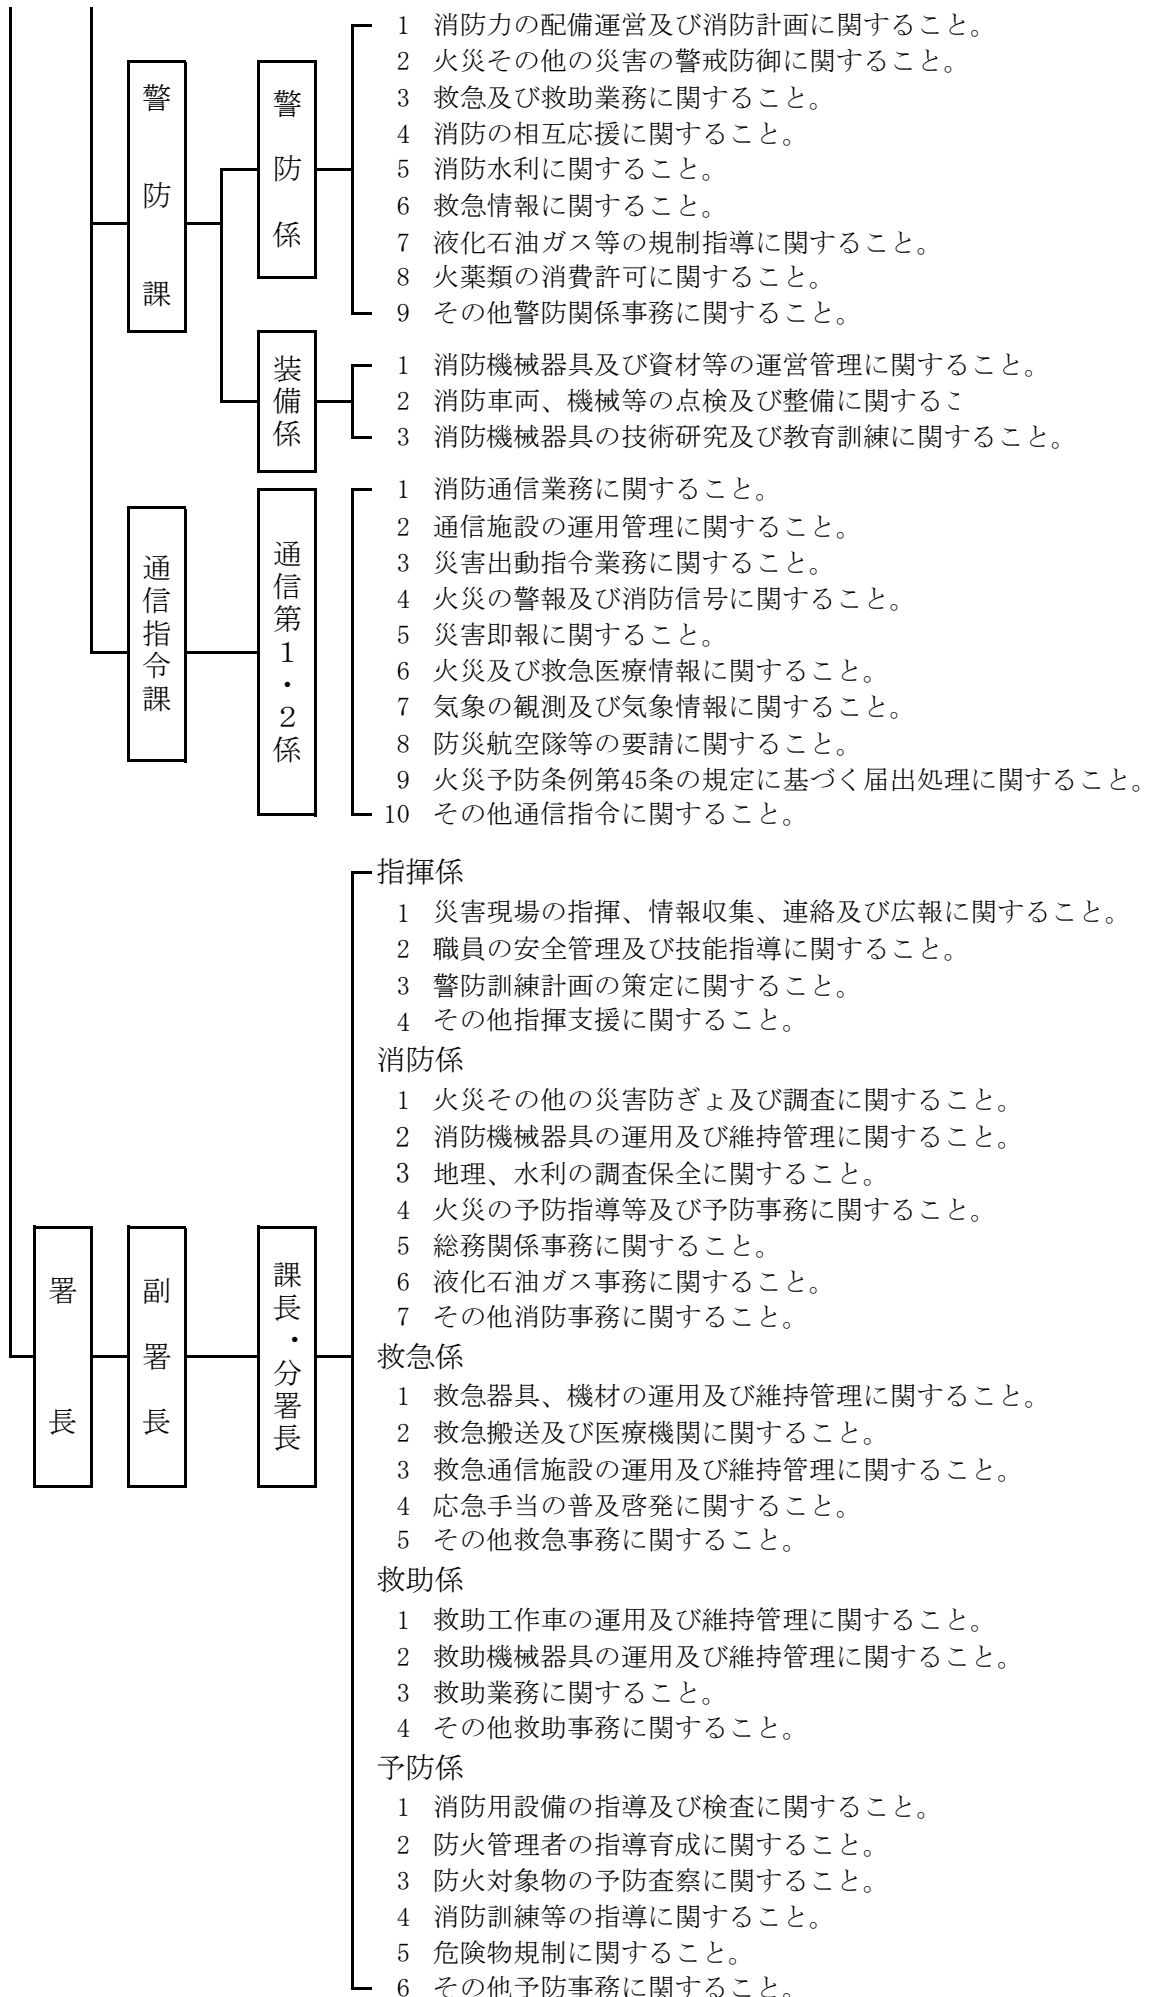 警防課
警防係
1 消防力の配備運営及び消防計画に関すること。
2 火災その他の災害の警戒防御に関すること。
3 救急及び救助業務に関すること。
4 消防の相互応援に関すること。
5 消防水利に関すること。
6 救急情報に関すること。
7 液化石油ガス等の規制指導に関すること。
8 火薬類の消費許可に関すること。
9 その他警防関係事務に関すること。
装備係
1 消防機械器具及び資材等の運営管理に関すること。
2 消防車両、機械等の点検及び整備に関するこ
3 消防機械器具の技術研究及び教育訓練に関すること。
通信指令課
通信第1・2係
1 消防通信業務に関すること。
2 通信施設の運用管理に関すること。
3 災害出動指令業務に関すること。
4 火災の警報及び消防信号に関すること。
5 災害即報に関すること。
6 火災及び救急医療情報に関すること。
7 気象の観測及び気象情報に関すること。
8 防災航空隊等の要請に関すること。
9 火災予防条例第45条の規定に基づく届出処理に関すること。
10 その他通信指令に関すること。
署長
副署長
課長・分署長
指揮係
1 災害現場の指揮、情報収集、連絡及び広報に関すること。
2 職員の安全管理及び技能指導に関すること。
3 警防訓練計画の策定に関すること。
4 その他指揮支援に関すること。
消防係
1 火災その他の災害防ぎょ及び調査に関すること。
2 消防機械器具の運用及び維持管理に関すること。
3 地理、水利の調査保全に関すること。
4 火災の予防指導等及び予防事務に関すること。
5 総務関係事務に関すること。
6 液化石油ガス事務に関すること。
7 その他消防事務に関すること。
救急係
1 救急器具、機材の運用及び維持管理に関すること。
2 救急搬送及び医療機関に関すること。
3 救急通信施設の運用及び維持管理に関すること。
4 応急手当の普及啓発に関すること。
5 その他救急事務に関すること。
救助係
1 救助工作車の運用及び維持管理に関すること。
2 救助機械器具の運用及び維持管理に関すること。
3 救助業務に関すること。
4 その他救助事務に関すること。
予防係
1 消防用設備の指導及び検査に関すること。
2 防火管理者の指導育成に関すること。
3 防火対象物の予防査察に関すること。
4 消防訓練等の指導に関すること。
5 危険物規制に関すること。
6 その他予防事務に関すること。